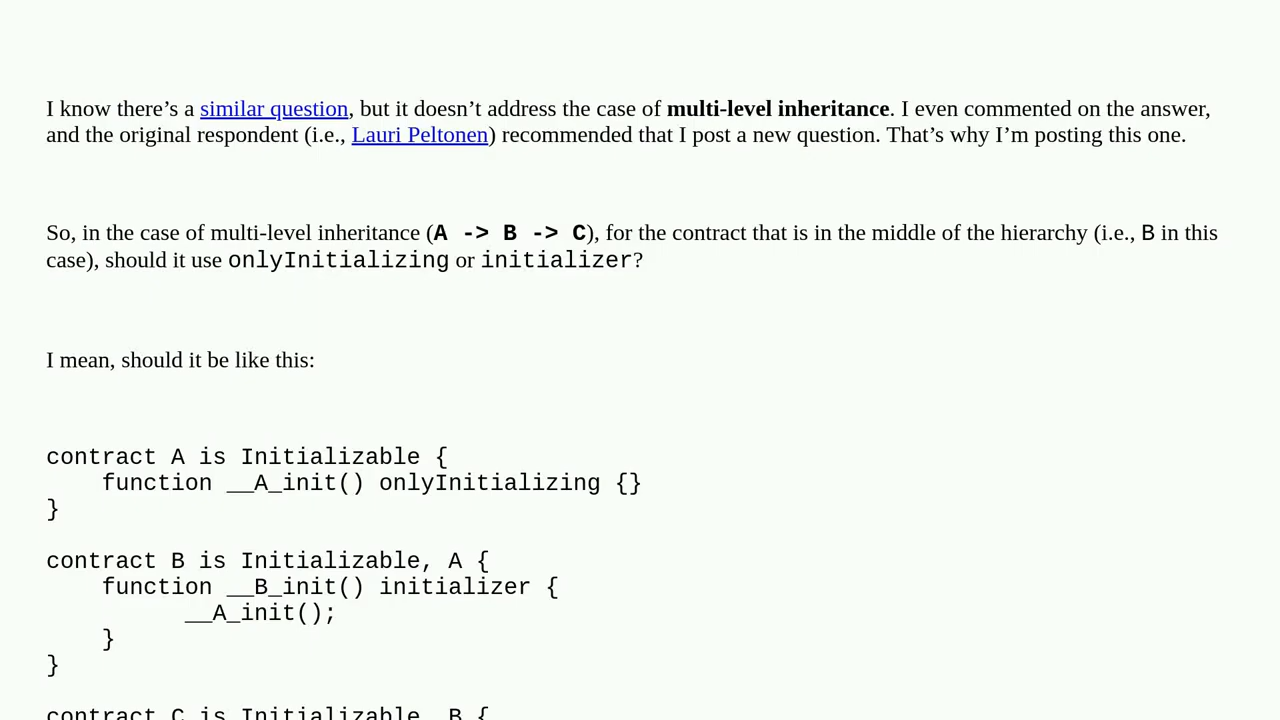 I know there’s a similar question, but it doesn’t address the case of multi-level inheritance. I even commented on the answer,
and the original respondent (i.e., Lauri Peltonen) recommended that I post a new question. That’s why I’m posting this one.
So, in the case of multi-level inheritance (A -> B -> C), for the contract that is in the middle of the hierarchy (i.e., B in this
case), should it use onlyInitializing or initializer?
I mean, should it be like this:
contract A is Initializable {
    function __A_init() onlyInitializing {}
}
contract B is Initializable, A {
    function __B_init() initializer {
          __A_init();
    }
}
contract C is Initializable, B {